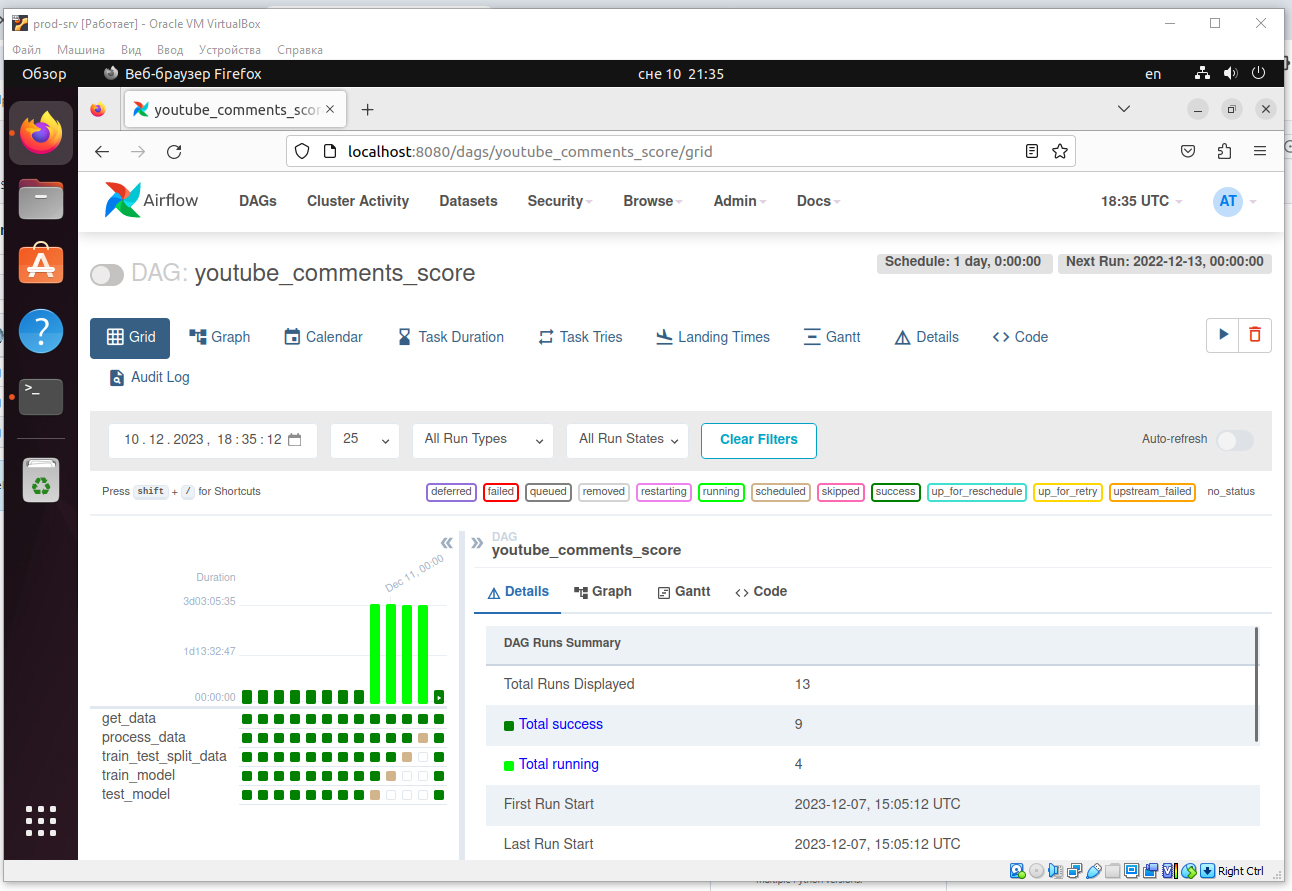 prod-srv [Работает] - Oracle VM VirtualBox
Файл Машина Вид Ввод Устройства Справка
Обзор Веб-браузер Firefox сне 10 21:35 en
youtube_comments_scor
localhost:8080/dags/youtube_comments_score/grid
Airflow DAGs Cluster Activity Datasets Security Browse Admin Docs 18:35 UTC AT
DAG: youtube_comments_score Schedule: 1 day, 0:00:00 Next Run: 2022-12-13, 00:00:00
Grid Graph Calendar Task Duration Task Tries Landing Times Gantt Details Code
Audit Log
10.12.2023, 18:35:12 25 All Run Types All Run States Clear Filters Auto-refresh
Press shift + / for Shortcuts deferred failed queued removed restarting running scheduled skipped success up_for_reschedule up_for_retry upstream_failed no_status
DAG
youtube_comments_score
Dec 11, 00:00
Duration
3d03:05:35
1d13:32:47
00:00:00
get_data
process_data
train_test_split_data
train_model
test_model
Details Graph Gantt Code
DAG Runs Summary
Total Runs Displayed 13
Total success 9
Total running 4
First Run Start 2023-12-07, 15:05:12 UTC
Last Run Start 2023-12-07, 15:05:12 UTC
Right Ctrl